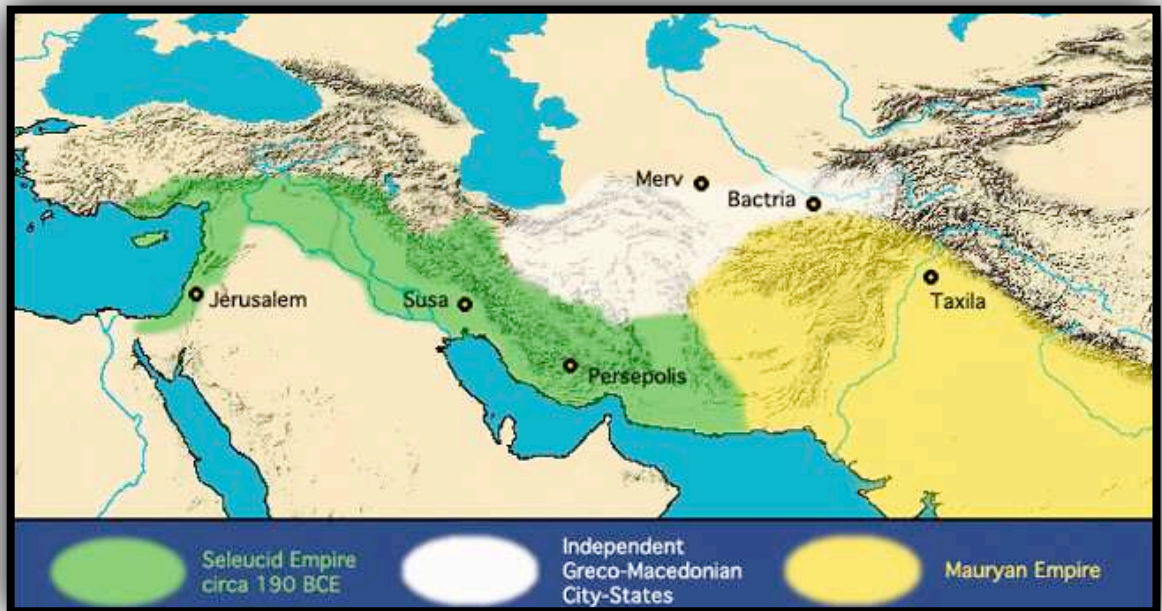 Merv
Bactria
Jerusalem
Susa
Taxila
Persepolis
Seleucid Empire
circa 190 BCE
Independent
Greco-Macedonian
City-States
Mauryan Empire